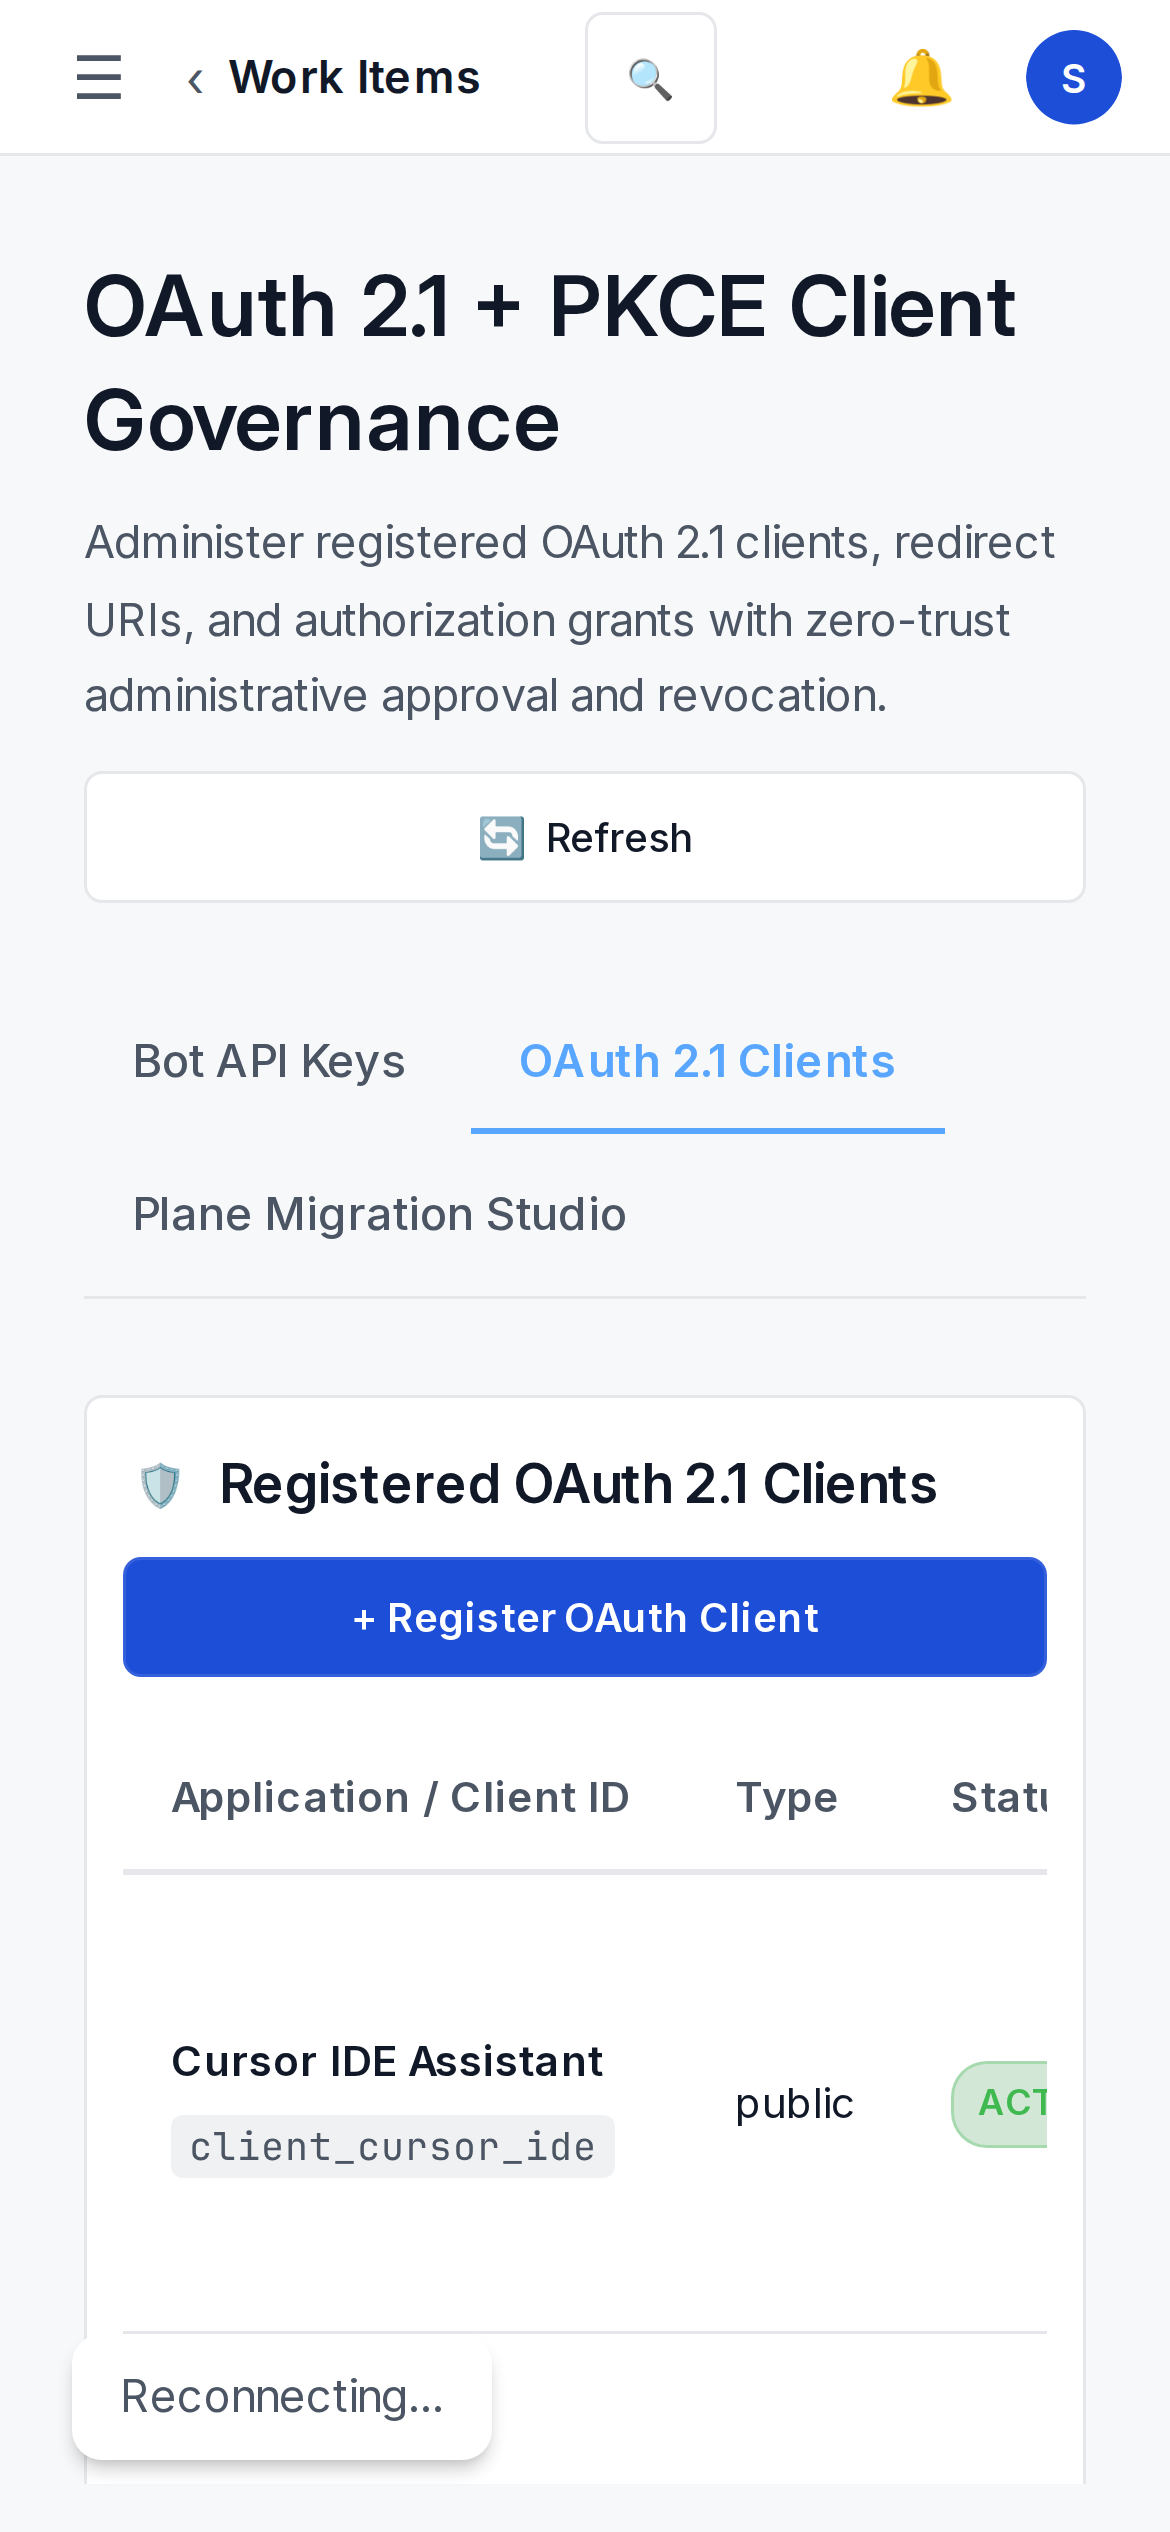 Work Items
S
OAuth 2.1 + PKCE Client
Governance
Administer registered OAuth 2.1 clients, redirect
URIs, and authorization grants with zero-trust
administrative approval and revocation.
Refresh
Bot API Keys
OAuth 2.1 Clients
Plane Migration Studio
Registered OAuth 2.1 Clients
+ Register OAuth Client
Application / Client ID
Type
Statu
Cursor IDE Assistant
client_cursor_ide
public
ACT
Reconnecting...